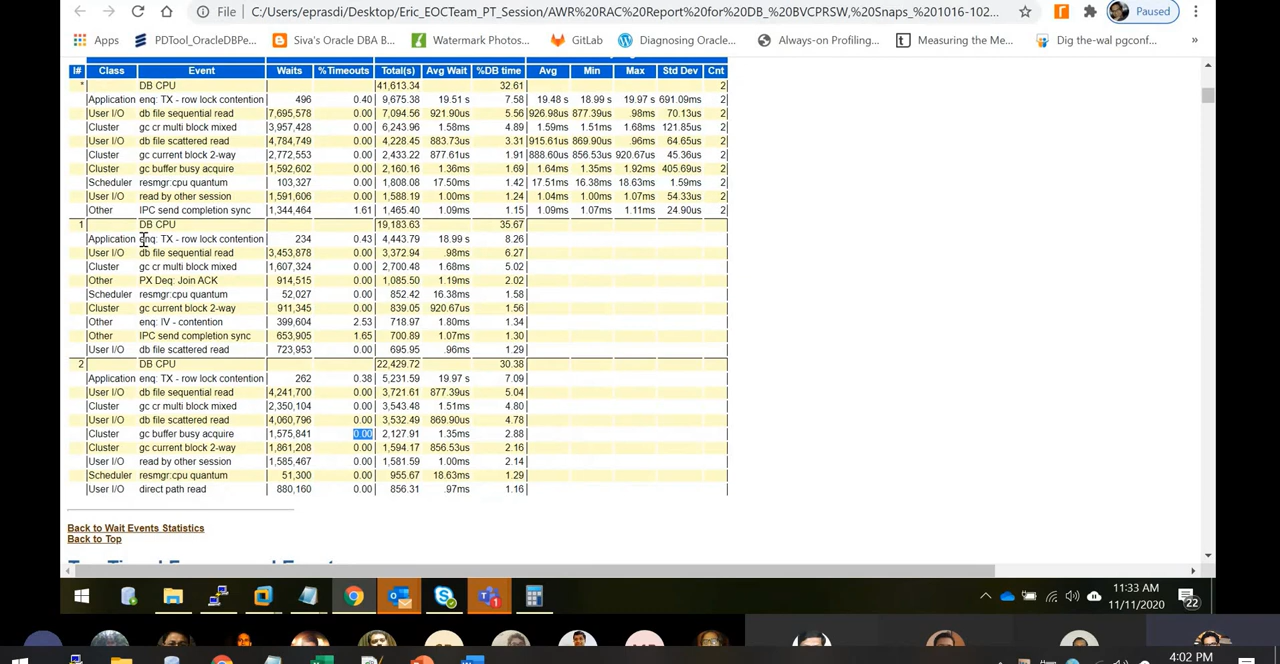 File | C:/Users/eprasdi/Desktop/Eric_EOCTeam_PT_Session/AWR%20RAC%20Report%20for%20DB_%20BVCPRSW,%20Snaps_%201016-102... Paused
Apps PDTool_OracleDBPe... Siva's Oracle DBA B... Watermark Photos... GitLab Diagnosing Oracle... Always-on Profiling... Measuring the Me... Dig the-wal pgconf... »
I# Class Event Waits %Timeouts Total(s) Avg Wait %DB time Avg Min Max Std Dev Cnt
* DB CPU 41,613.34 32.61 2
Application enq: TX - row lock contention 496 0.40 9,675.38 19.51 s 7.58 19.48 s 18.99 s 19.97 s 691.09ms 2
User I/O db file sequential read 7,695,578 0.00 7,094.56 921.90us 5.56 926.98us 877.39us .98ms 70.13us 2
Cluster gc cr multi block mixed 3,957,428 0.00 6,243.96 1.58ms 4.89 1.59ms 1.51ms 1.68ms 121.85us 2
User I/O db file scattered read 4,784,749 0.00 4,228.45 883.73us 3.31 915.61us 869.90us .96ms 64.65us 2
Cluster gc current block 2-way 2,772,553 0.00 2,433.22 877.61us 1.91 888.60us 856.53us 920.67us 45.36us 2
Cluster gc buffer busy acquire 1,592,602 0.00 2,160.16 1.36ms 1.69 1.64ms 1.35ms 1.92ms 405.69us 2
Scheduler resmgr:cpu quantum 103,327 0.00 1,808.08 17.50ms 1.42 17.51ms 16.38ms 18.63ms 1.59ms 2
User I/O read by other session 1,591,606 0.00 1,588.19 1.00ms 1.24 1.04ms 1.00ms 1.07ms 54.33us 2
Other IPC send completion sync 1,344,464 1.61 1,465.40 1.09ms 1.15 1.09ms 1.07ms 1.11ms 24.90us 2
1 DB CPU 19,183.63 35.67
Application enq: TX - row lock contention 234 0.43 4,443.79 18.99 s 8.26
User I/O db file sequential read 3,453,878 0.00 3,372.94 .98ms 6.27
Cluster gc cr multi block mixed 1,607,324 0.00 2,700.48 1.68ms 5.02
Other PX Deq: Join ACK 914,515 0.00 1,085.50 1.19ms 2.02
Scheduler resmgr:cpu quantum 52,027 0.00 852.42 16.38ms 1.58
Cluster gc current block 2-way 911,345 0.00 839.05 920.67us 1.56
Other enq: IV - contention 399,604 2.53 718.97 1.80ms 1.34
Other IPC send completion sync 653,905 1.65 700.89 1.07ms 1.30
User I/O db file scattered read 723,953 0.00 695.95 .96ms 1.29
2 DB CPU 22,429.72 30.38
Application enq: TX - row lock contention 262 0.38 5,231.59 19.97 s 7.09
User I/O db file sequential read 4,241,700 0.00 3,721.61 877.39us 5.04
Cluster gc cr multi block mixed 2,350,104 0.00 3,543.48 1.51ms 4.80
User I/O db file scattered read 4,060,796 0.00 3,532.49 869.90us 4.78
Cluster gc buffer busy acquire 1,575,841 0.00 2,127.91 1.35ms 2.88
Cluster gc current block 2-way 1,861,208 0.00 1,594.17 856.53us 2.16
User I/O read by other session 1,585,467 0.00 1,581.59 1.00ms 2.14
Scheduler resmgr:cpu quantum 51,300 0.00 955.67 18.63ms 1.29
User I/O direct path read 880,160 0.00 856.31 .97ms 1.16
Back to Wait Events Statistics
Back to Top
11:33 AM
11/11/2020
22
4:02 PM